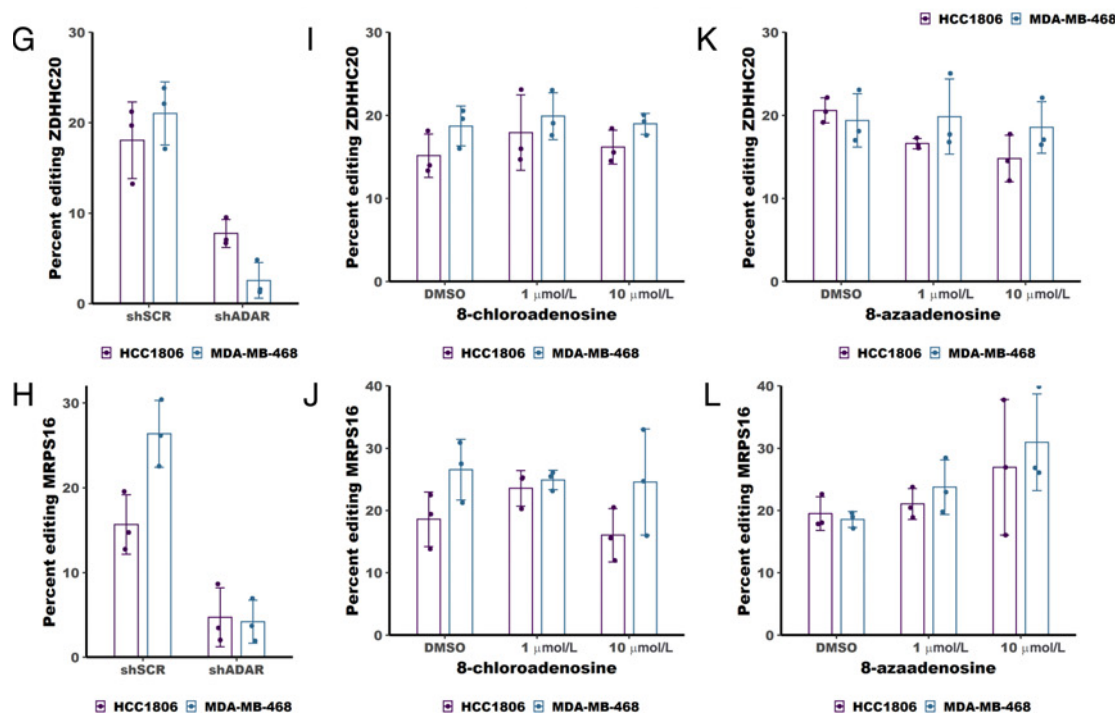 HCC1806 MDA-MB-468
G
30
20
10
0
Percent editing ZDHHC20
shSCR shADAR
HCC1806 MDA-MB-468
I
30
20
10
0
Percent editing ZDHHC20
DMSO 1 μmol/L 10 μmol/L
8-chloroadenosine
HCC1806 MDA-MB-468
K
30
20
10
0
Percent editing ZDHHC20
DMSO 1 μmol/L 10 μmol/L
8-azaadenosine
HCC1806 MDA-MB-468
H
30
20
10
0
Percent editing MRPS16
shSCR shADAR
HCC1806 MDA-MB-468
J
40
30
20
10
0
Percent editing MRPS16
DMSO 1 μmol/L 10 μmol/L
8-chloroadenosine
HCC1806 MDA-MB-468
L
40
30
20
10
0
Percent editing MRPS16
DMSO 1 μmol/L 10 μmol/L
8-azaadenosine
HCC1806 MDA-MB-468